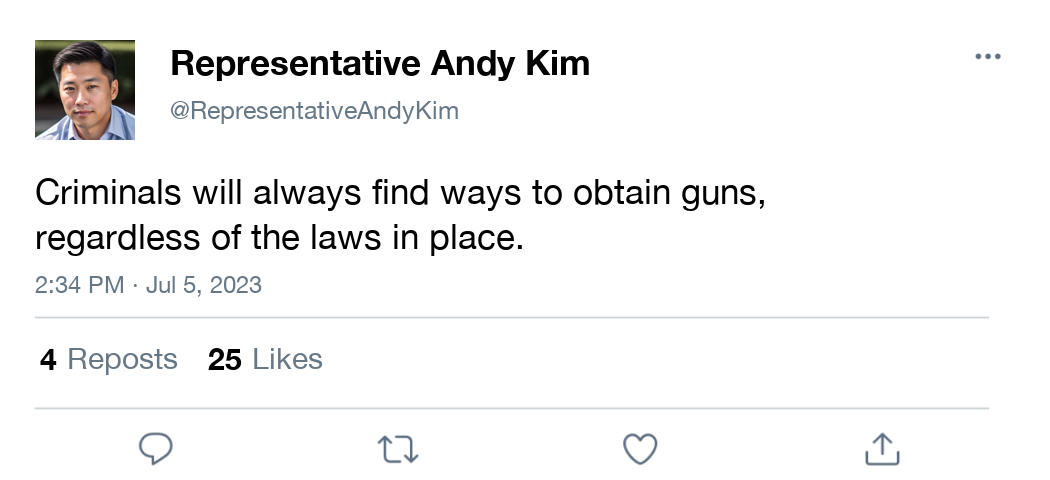 Representative Andy Kim
@RepresentativeAndyKim
Criminals will always find ways to obtain guns,
regardless of the laws in place.
2:34 PM · Jul 5, 2023
4 Reposts 25 Likes